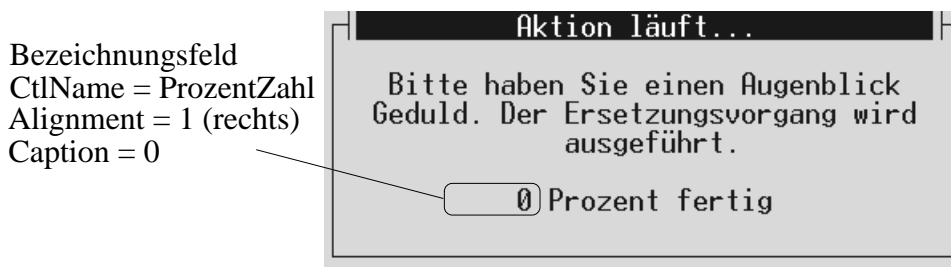 Bezeichnungsfeld
CtlName = ProzentZahl
Alignment = 1 (rechts)
Caption = 0
Aktion läuft...
Bitte haben Sie einen Augenblick
Geduld. Der Ersetzungsvorgang wird
ausgeführt.
0 Prozent fertig